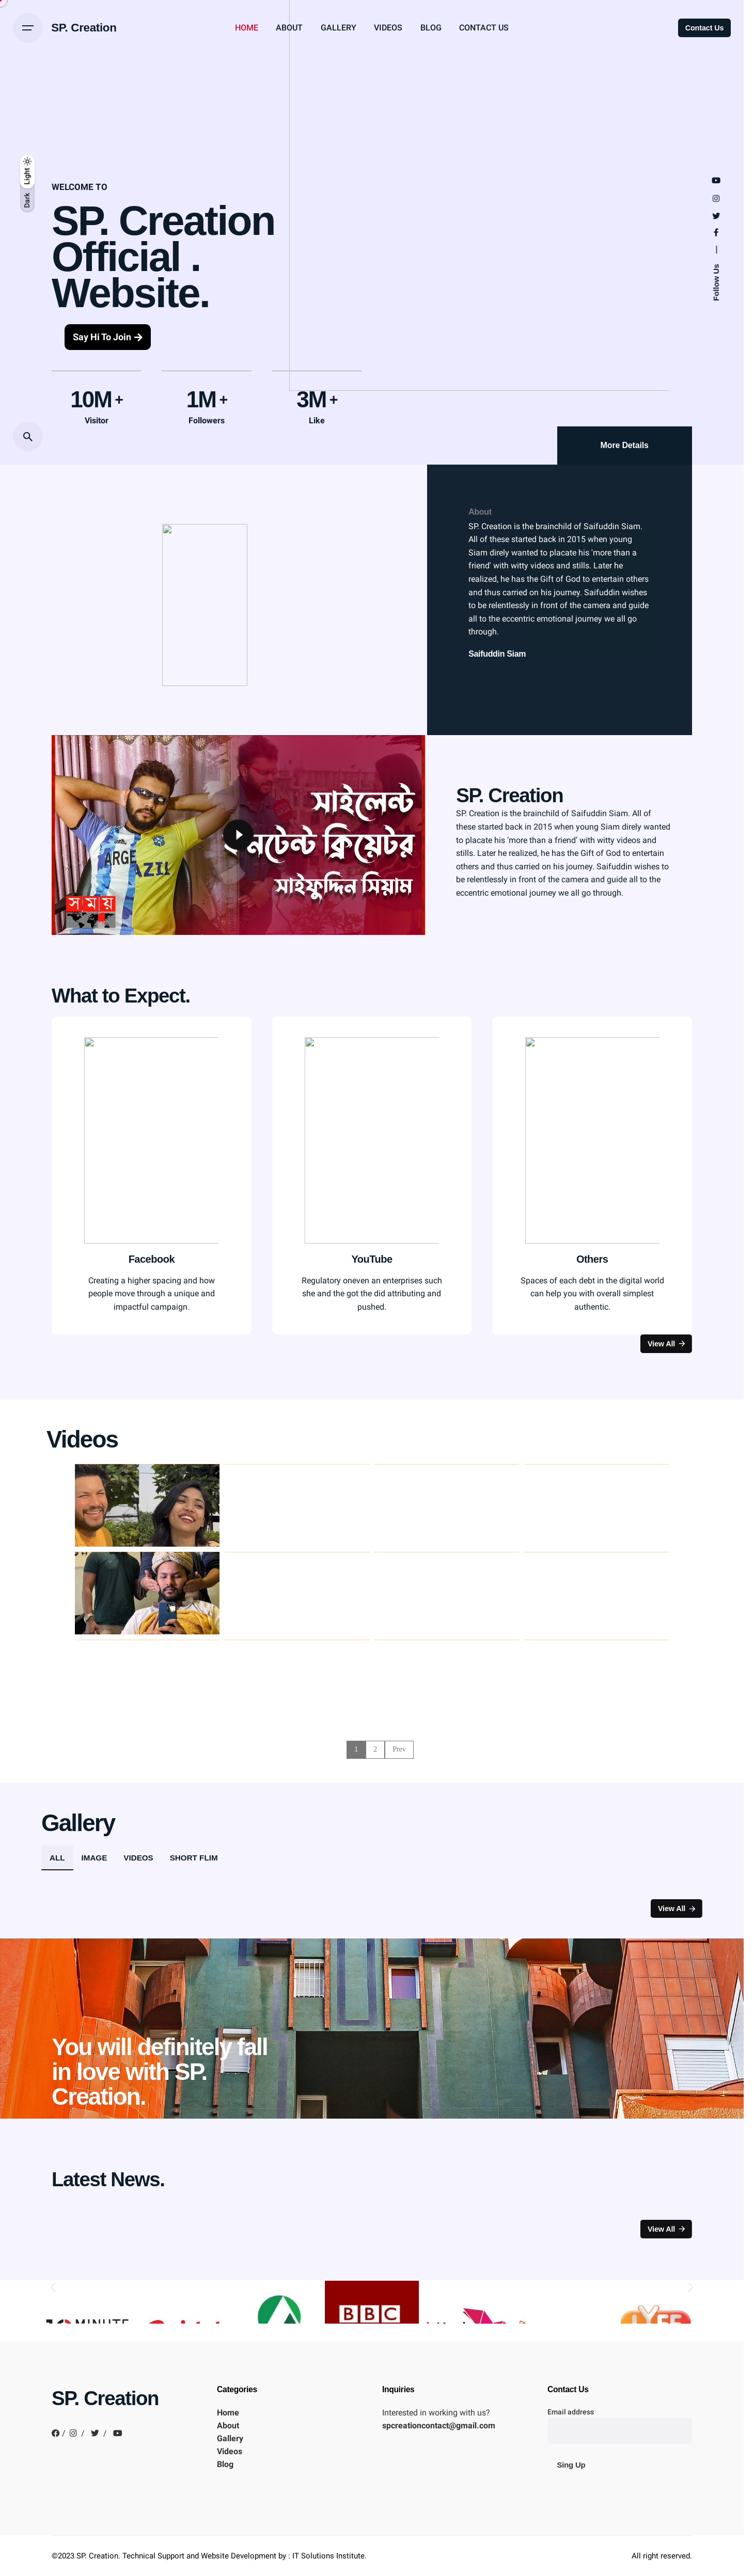 SP. Creation
HOME ABOUT GALLERY VIDEOS BLOG CONTACT US
Contact Us
Light
Dark
WELCOME TO
SP. Creation
Official .
Website.
Say Hi To Join
Follow Us
10M +
Visitor
1M +
Followers
3M +
Like
More Details
About
SP. Creation is the brainchild of Saifuddin Siam.
All of these started back in 2015 when young
Siam direly wanted to placate his 'more than a
friend' with witty videos and stills. Later he
realized, he has the Gift of God to entertain others
and thus carried on his journey. Saifuddin wishes
to be relentlessly in front of the camera and guide
all to the eccentric emotional journey we all go
through.
Saifuddin Siam
সাইলেন্ট
কনটেন্ট ক্রিয়েটর
সাইফুদ্দিন সিয়াম
সময়
SP. Creation
SP. Creation is the brainchild of Saifuddin Siam. All of
these started back in 2015 when young Siam direly wanted
to placate his 'more than a friend' with witty videos and
stills. Later he realized, he has the Gift of God to entertain
others and thus carried on his journey. Saifuddin wishes to
be relentlessly in front of the camera and guide all to the
eccentric emotional journey we all go through.
What to Expect.
Facebook
Creating a higher spacing and how
people move through a unique and
impactful campaign.
YouTube
Regulatory oneven an enterprises such
she and the got the did attributing and
pushed.
Others
Spaces of each debt in the digital world
can help you with overall simplest
authentic.
View All
Videos
1 2 Prev
Gallery
ALL IMAGE VIDEOS SHORT FLIM
View All
You will definitely fall
in love with SP.
Creation.
Latest News.
View All
BBC
SP. Creation
/ / /
Categories
Home
About
Gallery
Videos
Blog
Inquiries
Interested in working with us?
spcreationcontact@gmail.com
Contact Us
Email address
Sing Up
©2023 SP. Creation. Technical Support and Website Development by : IT Solutions Institute.
All right reserved.